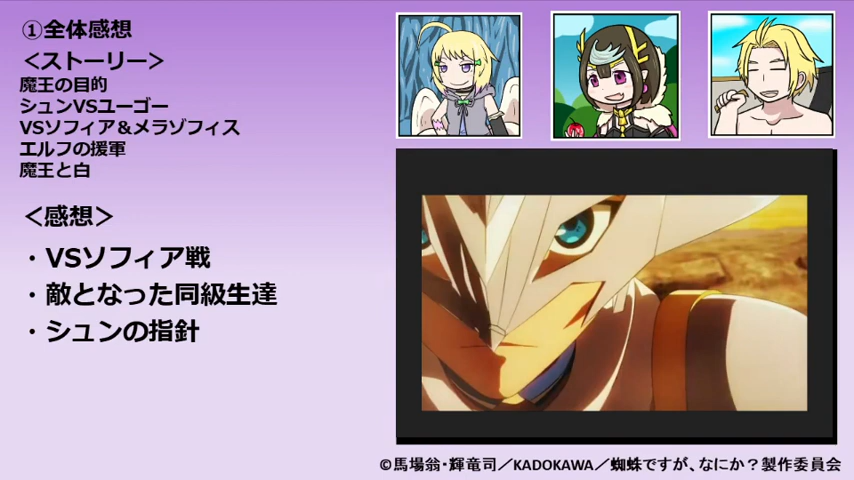 ①全体感想
＜ストーリー＞
魔王の目的
シュンVSユーゴー
VSソフィア＆メラゾフィス
エルフの援軍
魔王と白
＜感想＞
・VSソフィア戦
・敵となった同級生達
・シュンの指針
©馬場翁･輝竜司／KADOKAWA／蜘蛛ですが、なにか？製作委員会